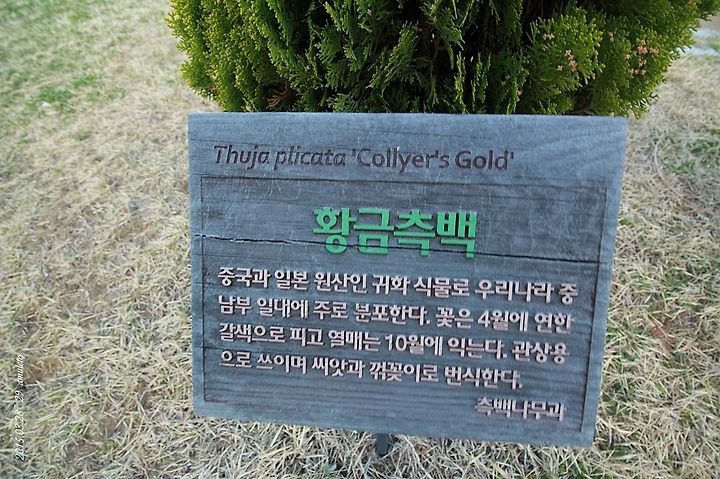 Thuja plicata 'Collyer's Gold'
황금측백
중국과 일본 원산인 귀화 식물로 우리나라 중
남부 일대에 주로 분포한다. 꽃은 4월에 연한
갈색으로 피고 열매는 10월에 익는다. 관상용
으로 쓰이며 씨앗과 꺾꽂이로 번식한다.
측백나무과